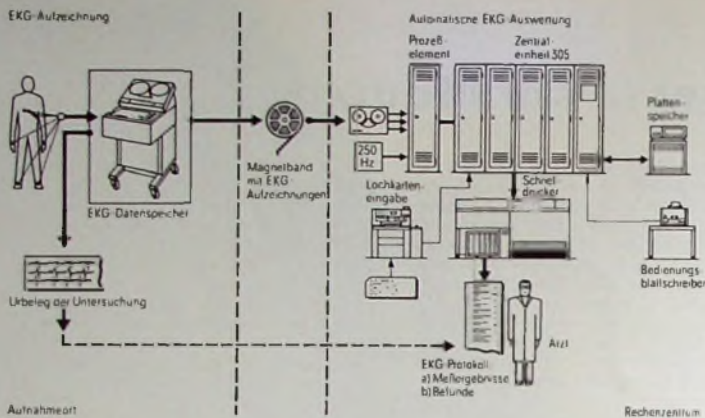 EKG-Aufzeichnung
Automatische EKG-Auswertung
Prozeß-
element
Zentral-
einheit 305
Platten-
speicher
250
Hz
Magnetband
mit EKG-
Aufzeichnungen
EKG-Datenspeicher
Lochkarten-
eingabe
Schnell-
drucker
Bedienungs-
blattschreiber
Urbeleg der Untersuchung
Arzt
EKG-Protokoll
a) Meßergebnisse
b) Befunde
Aufnahmeort
Rechenzentrum